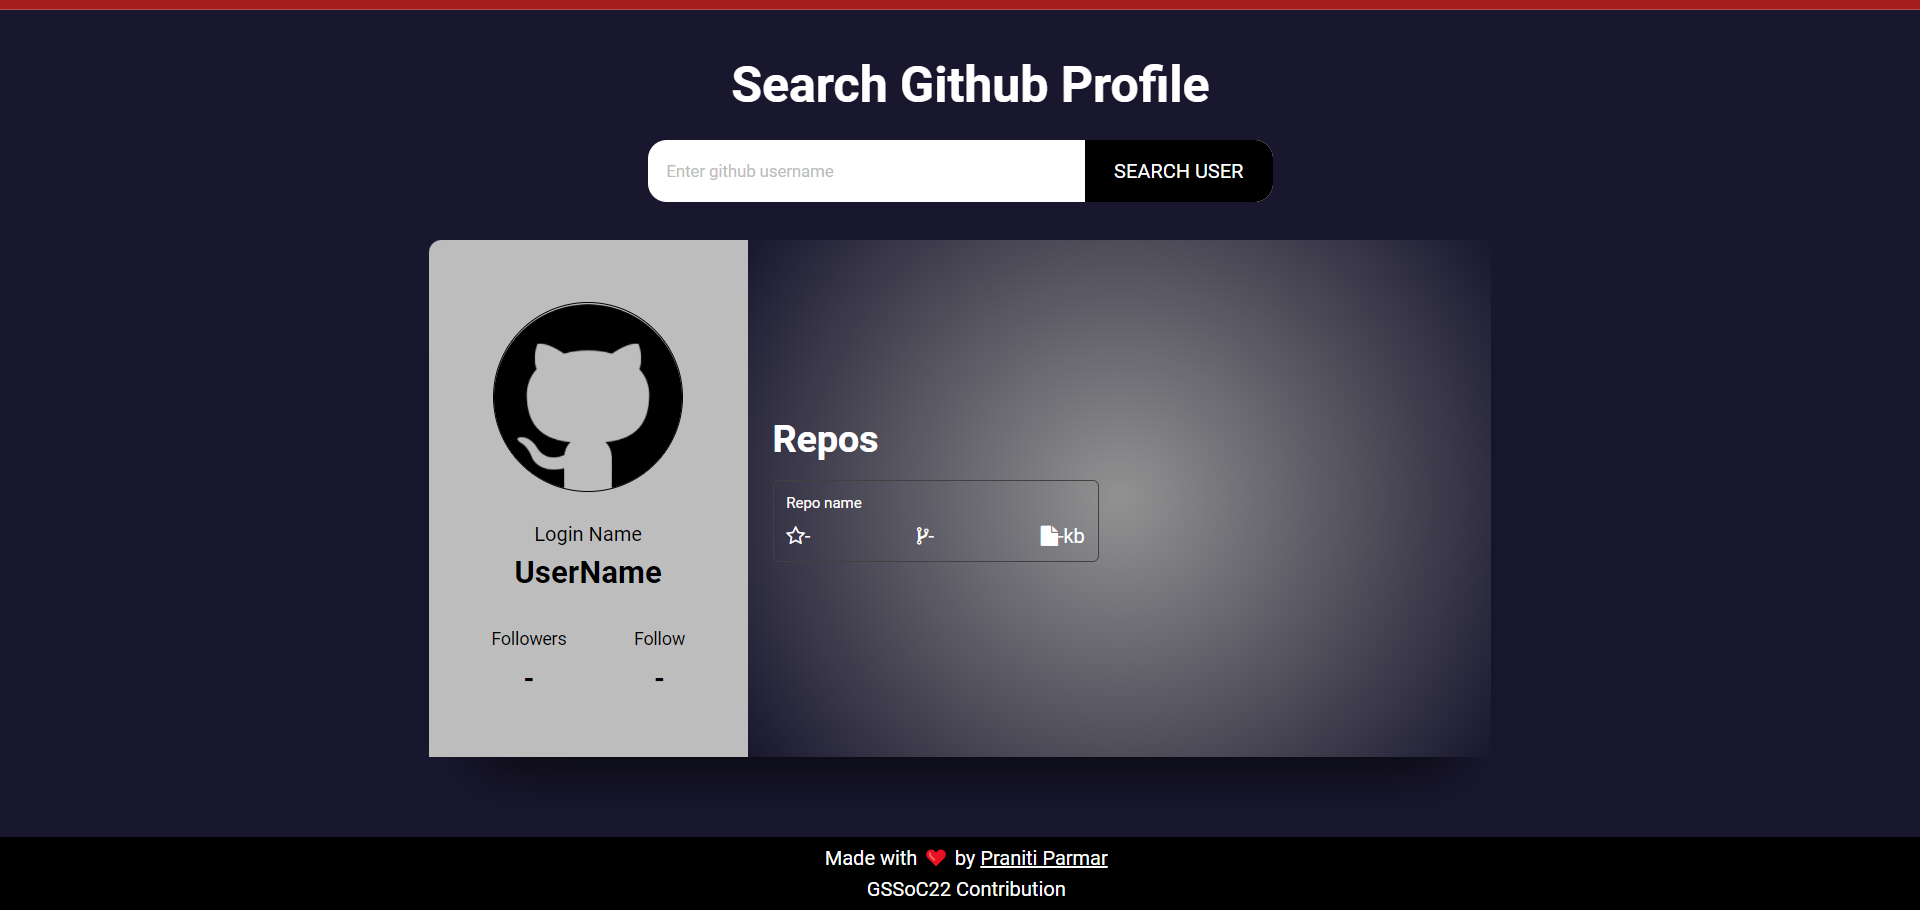 Search Github Profile
Enter github username
SEARCH USER
Login Name
UserName
Followers
Follow
-
-
Repos
Repo name
-
-
-kb
Made with ❤ by Praniti Parmar
GSSoC22 Contribution